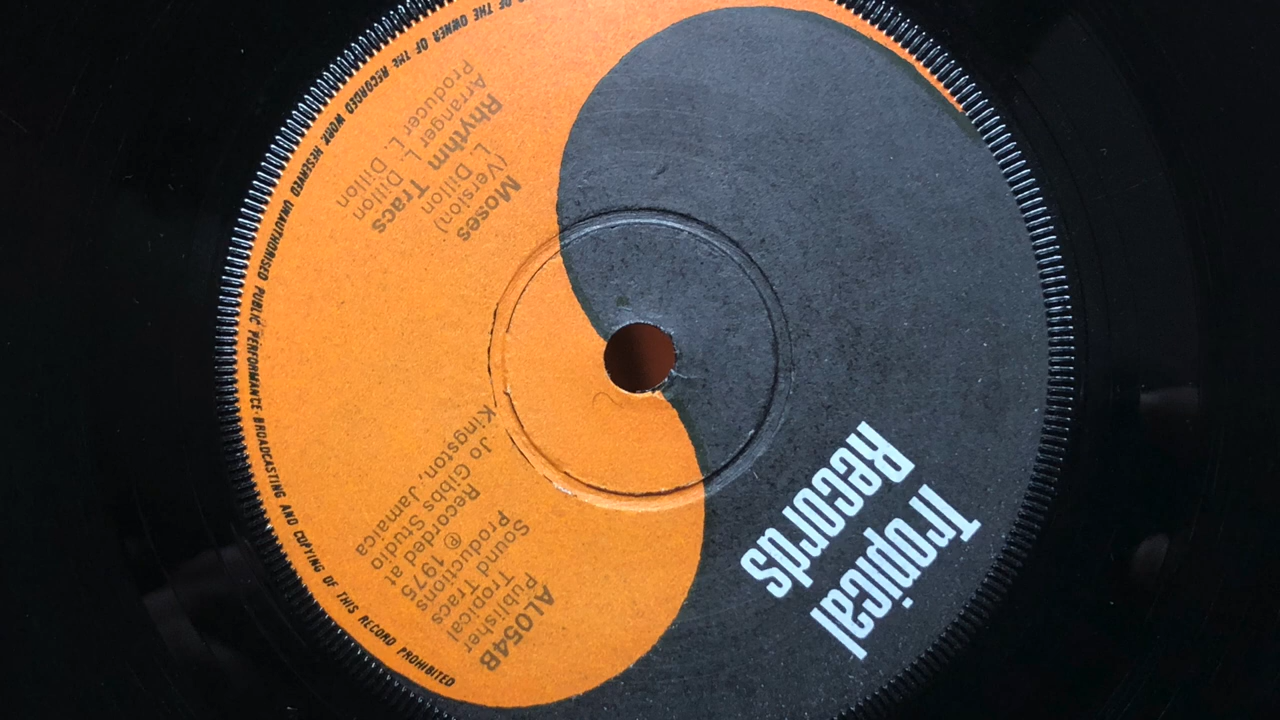 Tropical
Records
AL054B
Publisher
Tropical
Sound Tracs
Productions
℗ 1975
Recorded at
Jo Gibbs Studio
Kingston, Jamaica
Moses
(Version)
L. Dillon
Rhythm Tracs
Arranger L. Dillon
Producer L. Dillon
OF THE OWNER OF THE RECORDED WORK RESERVED UNAUTHORISED PUBLIC PERFORMANCE·BROADCASTING AND COPYING OF THIS RECORD PROHIBITED